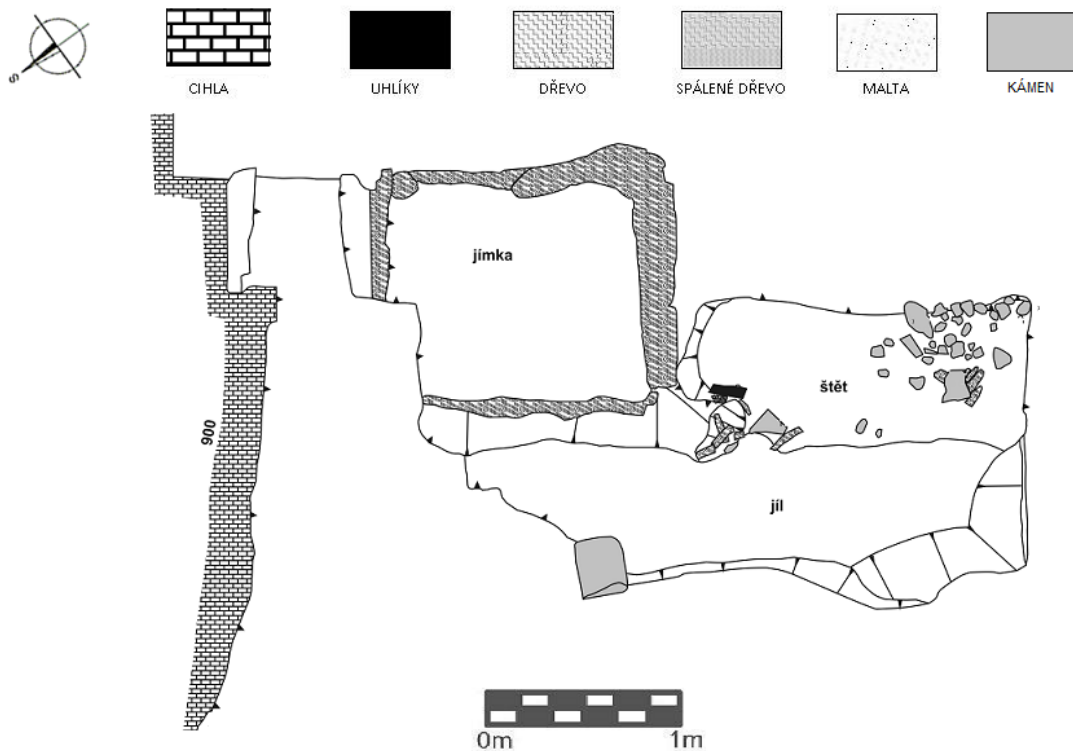 S
CIHLA
UHLÍKY
DŘEVO
SPÁLENÉ DŘEVO
MALTA
KÁMEN
jímka
štět
900
jíl
0m
1m